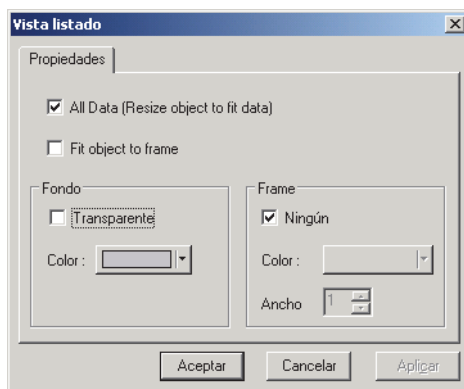 Vista listado
Propiedades
All Data (Resize object to fit data)
Fit object to frame
Fondo
Transparente
Color :
Frame
Ningún
Color :
Ancho 1
Aceptar Cancelar Aplicar